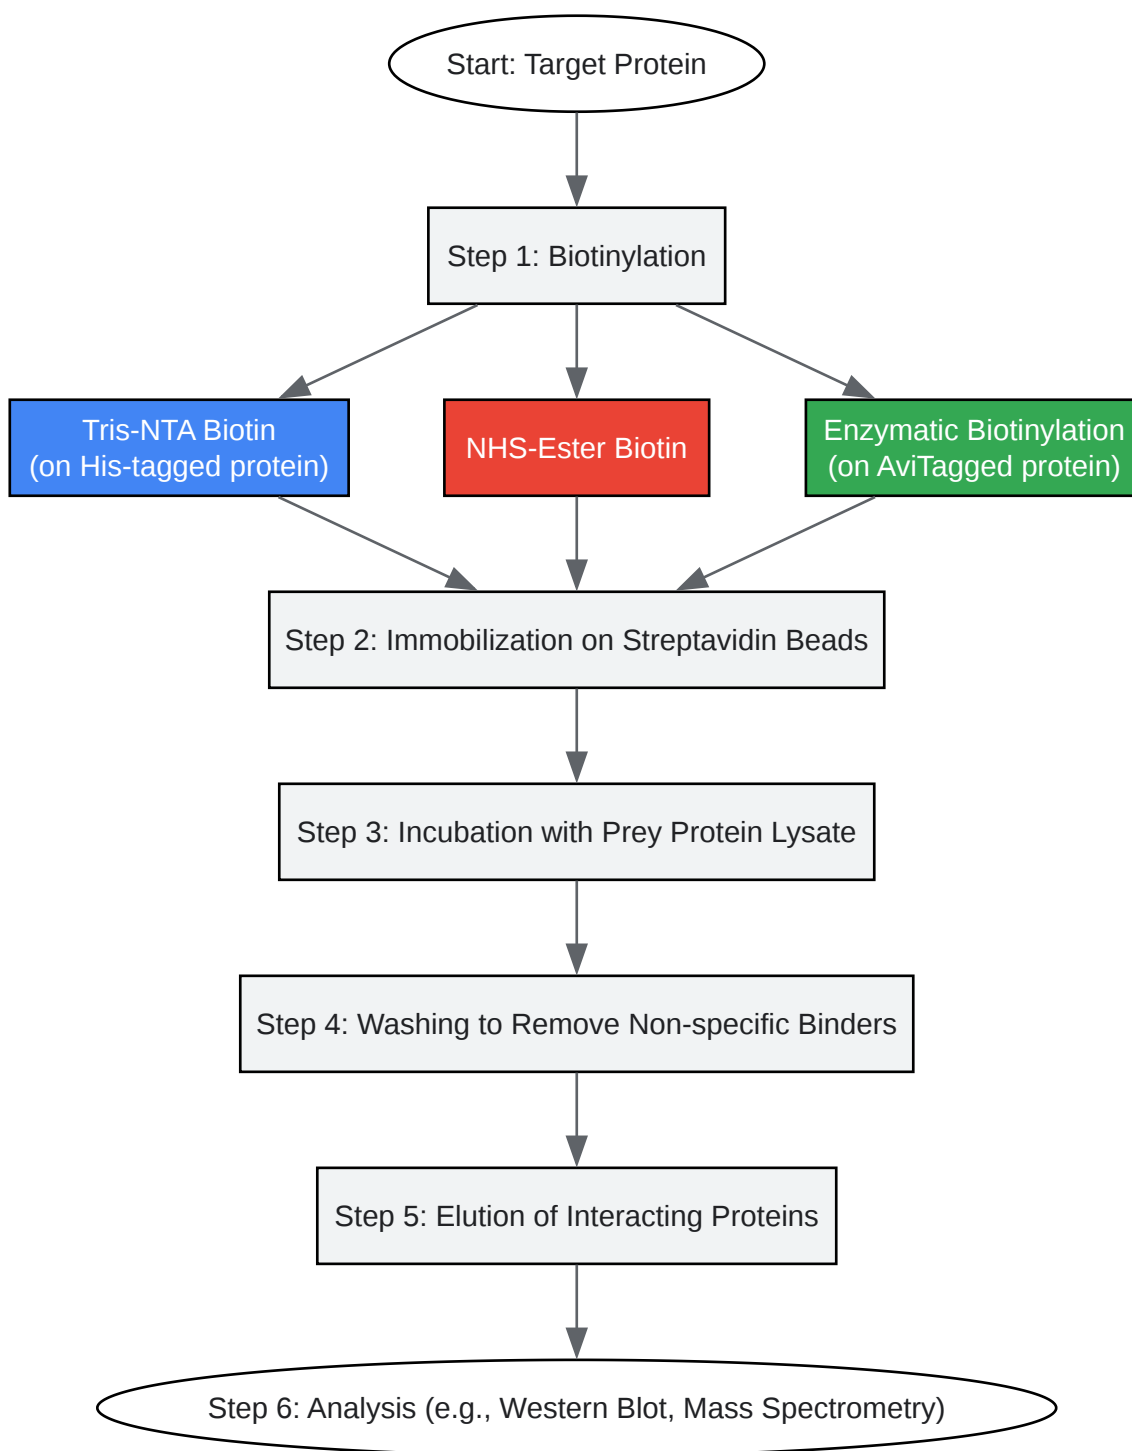 Start: Target Protein
Step 1: Biotinylation
Tris-NTA Biotin
(on His-tagged protein)
NHS-Ester Biotin
Enzymatic Biotinylation
(on AviTagged protein)
Step 2: Immobilization on Streptavidin Beads
Step 3: Incubation with Prey Protein Lysate
Step 4: Washing to Remove Non-specific Binders
Step 5: Elution of Interacting Proteins
Step 6: Analysis (e.g., Western Blot, Mass Spectrometry)